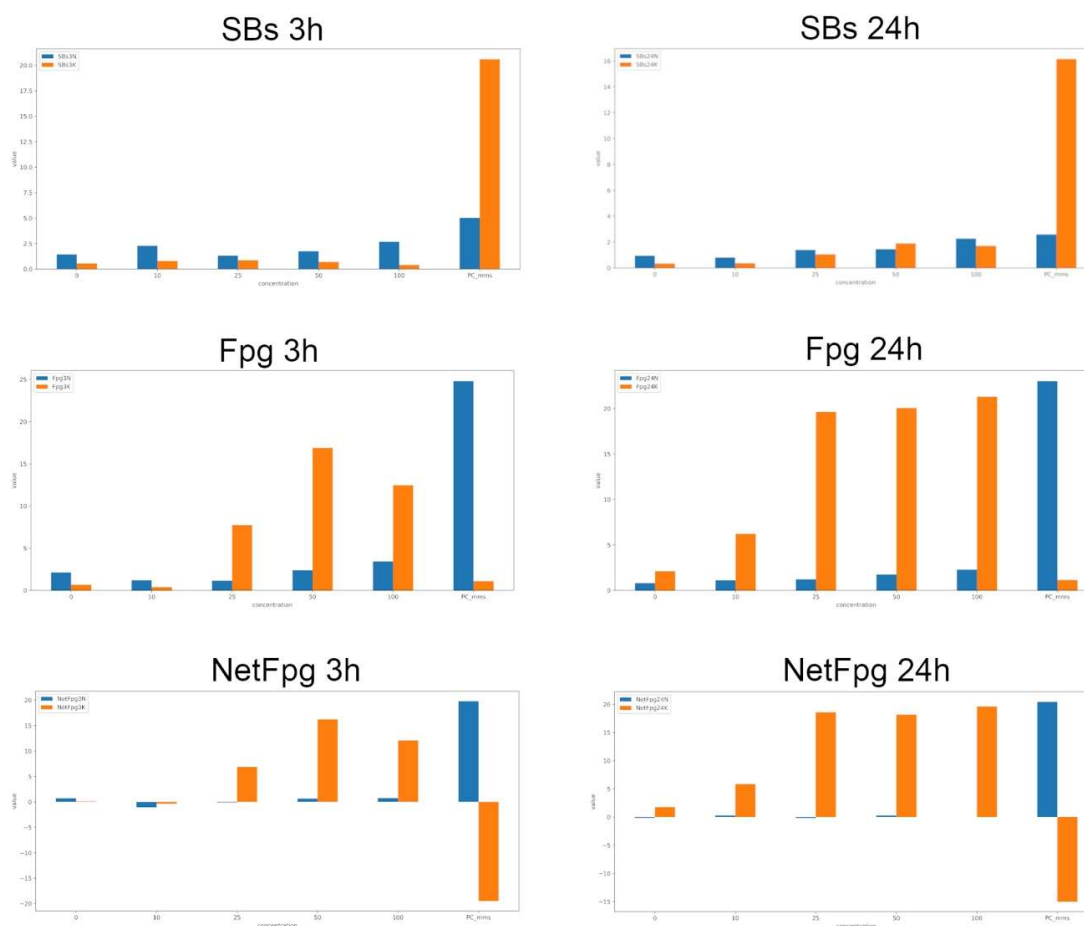 SBs 3h
SBs3N
SBs3K
20.0
17.5
15.0
12.5
10.0
7.5
5.0
2.5
0.0
value
0 10 25 50 100 PC_mms
concentration
SBs 24h
SBs24N
SBs24K
16
14
12
10
8
6
4
2
0
value
0 10 25 50 100 PC_mms
concentration
Fpg 3h
Fpg3N
Fpg3K
25
20
15
10
5
0
value
0 10 25 50 100 PC_mms
concentration
Fpg 24h
Fpg24N
Fpg24K
20
15
10
5
0
value
0 10 25 50 100 PC_mms
concentration
NetFpg 3h
NetFpg3N
NetFpg3K
20
15
10
5
0
−5
−10
−15
−20
value
0 10 25 50 100 PC_mms
concentration
NetFpg 24h
NetFpg24N
NetFpg24K
20
15
10
5
0
−5
−10
−15
value
0 10 25 50 100 PC_mms
concentration